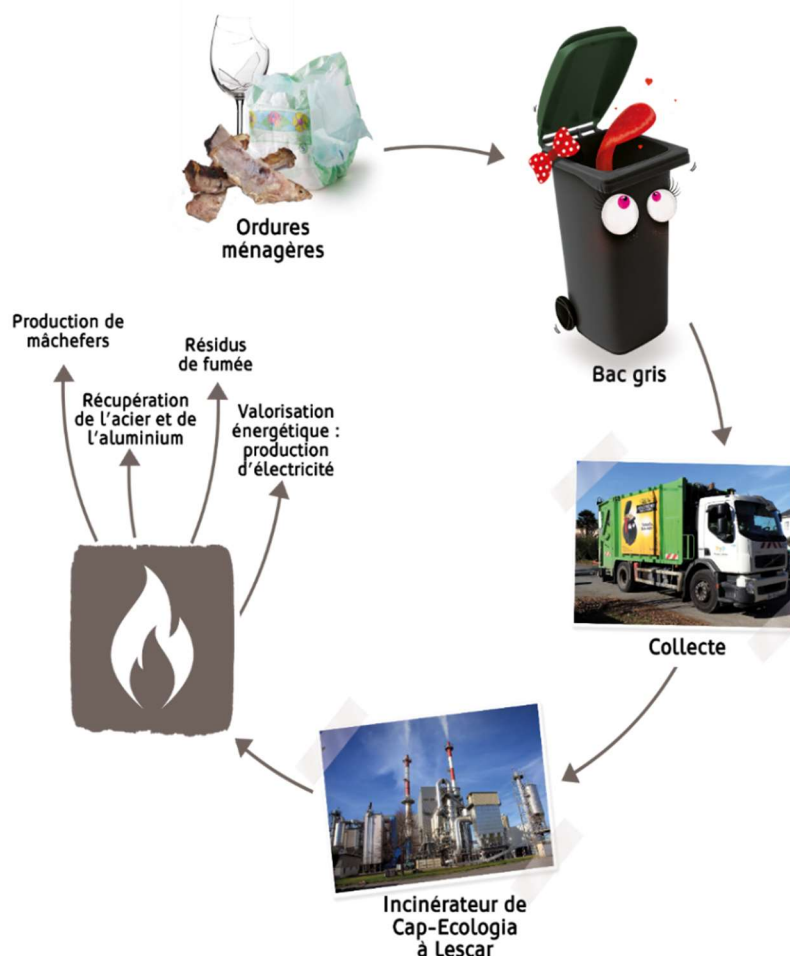 Ordures
ménagères
Bac gris
Production de
mâchefers
Résidus
de fumée
Récupération
de l'acier et de
l'aluminium
Valorisation
énergétique :
production
d'électricité
Collecte
Incinérateur de
Cap-Ecologia
à Lescar